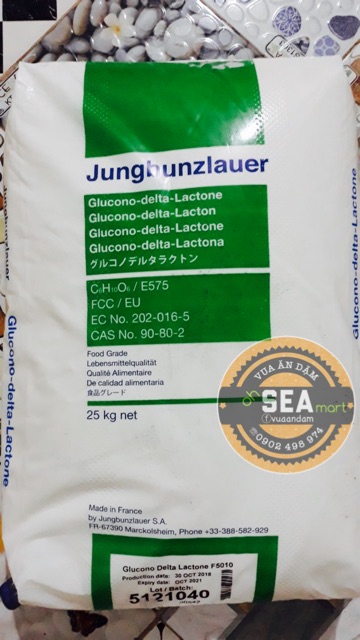 Jungbunzlauer
Glucono-delta-Lactone
Glucono-delta-Lacton
Glucono-delta-Lactone
Glucono-delta-Lactona
グルコノデルタラクトン
C₆H₁₀O₆ / E575
FCC / EU
EC No. 202-016-5
CAS No. 90-80-2
Food Grade
Lebensmittelqualität
Qualité Alimentaire
De calidad alimentaria
食品グレード
25 kg net
VUA ĂN DẶM
SEA mart
vuaandam
0902 498 974
Made in France
by Jungbunzlauer S.A.
FR-67390 Marckolsheim, Phone +33-388-582-929
Glucono Delta Lactone F5010
Production date: 30 OCT 2018
Expiry date: OCT 2021
Lot / Batch:
5121040
Glucono-delta-Lactone
Glucono-delta-Lactone
Jungbunzlauer